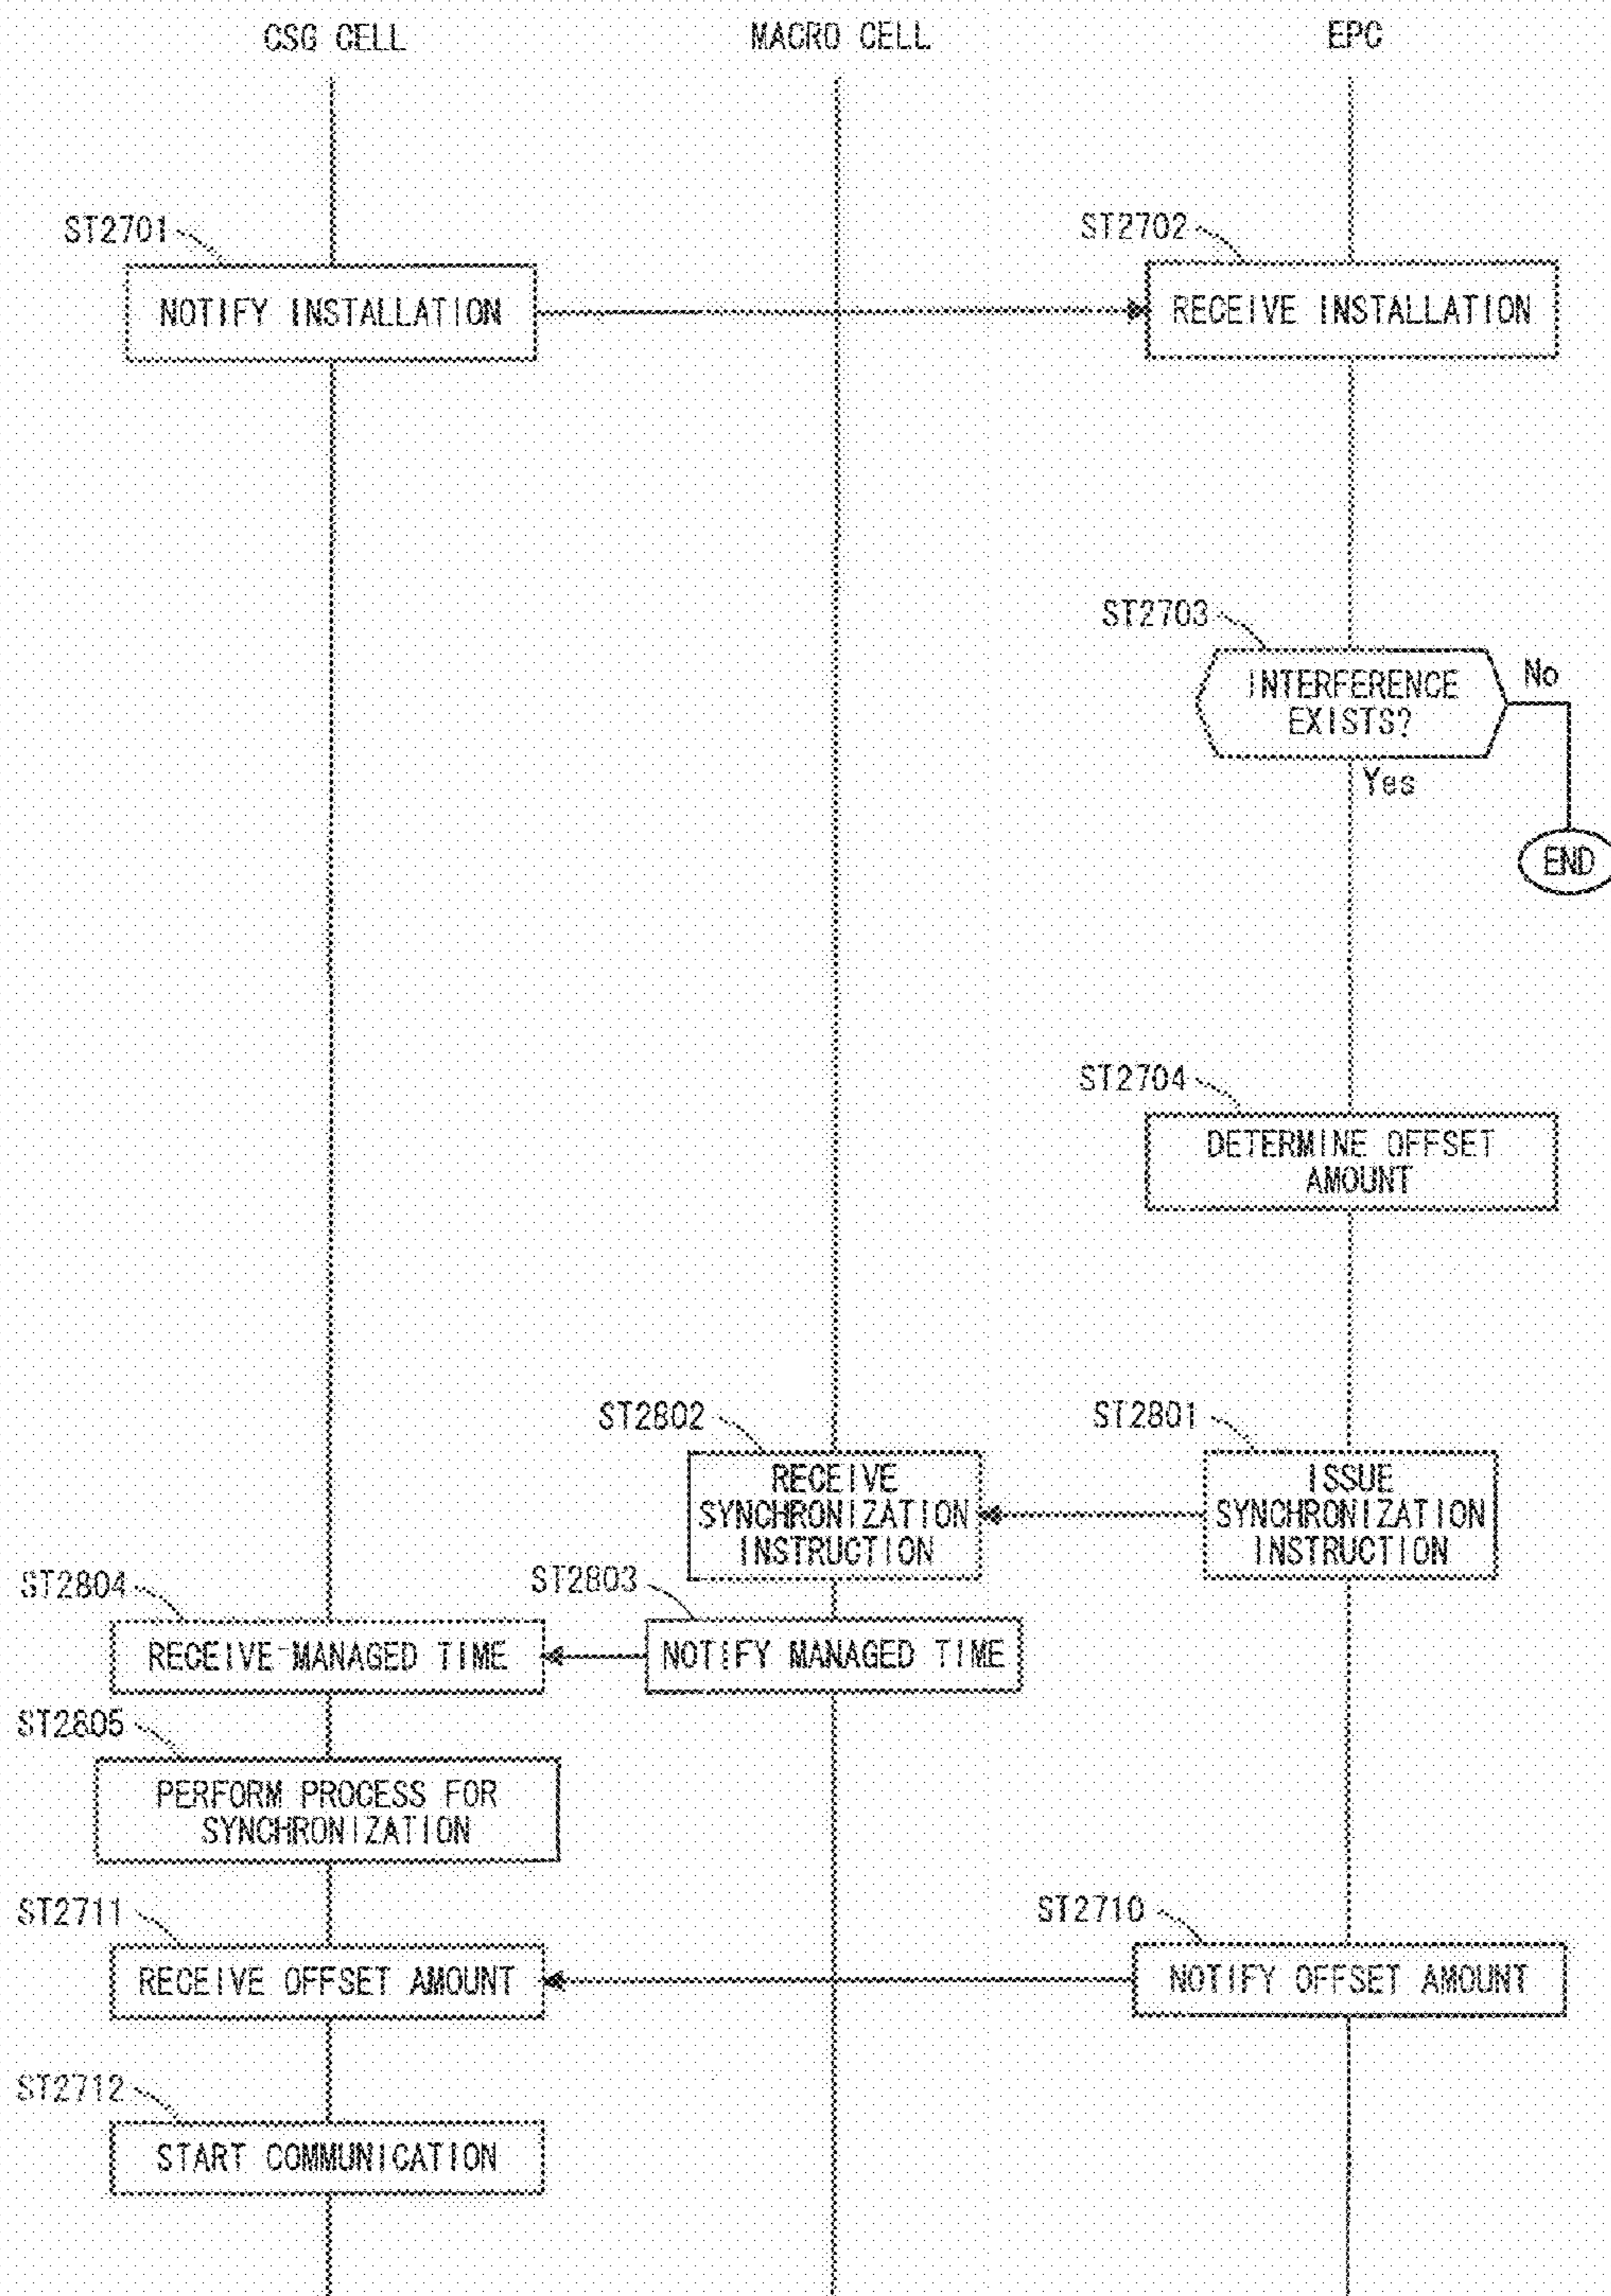 CSG CELL
MACRO CELL
EPC
ST2701
ST2702
NOTIFY INSTALLATION
RECEIVE INSTALLATION
ST2703
INTERFERENCE
EXISTS?
No
Yes
END
ST2704
DETERMINE OFFSET
AMOUNT
ST2802
ST2801
RECEIVE
SYNCHRONIZATION
INSTRUCTION
ISSUE
SYNCHRONIZATION
INSTRUCTION
ST2804
ST2803
RECEIVE MANAGED TIME
NOTIFY MANAGED TIME
ST2805
PERFORM PROCESS FOR
SYNCHRONIZATION
ST2711
ST2710
RECEIVE OFFSET AMOUNT
NOTIFY OFFSET AMOUNT
ST2712
START COMMUNICATION